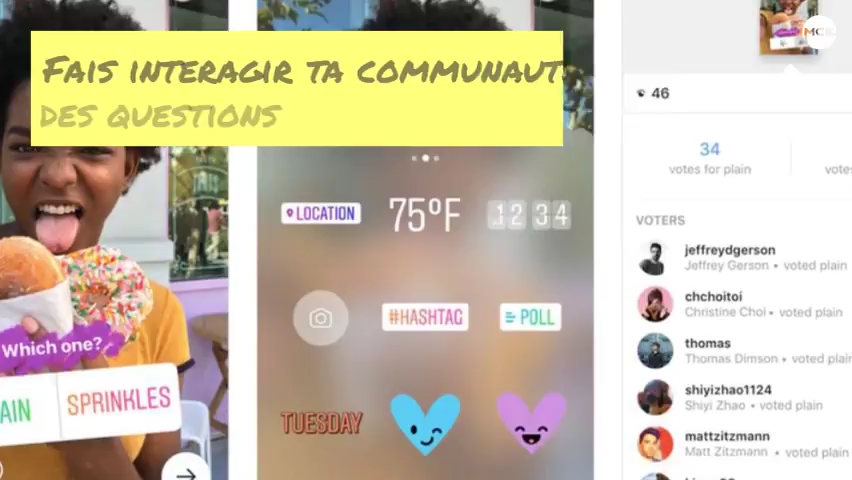 Fais interagir ta communaut
des questions
MCE
46
34
votes for plain
votes
VOTERS
jeffreydgerson
Jeffrey Gerson • voted plain
chchoitoi
Christine Choi • voted plain
thomas
Thomas Dimson • voted plain
shiyizhao1124
Shiyi Zhao • voted plain
mattzitzmann
Matt Zitzmann • voted plain
LOCATION
75°F
12 34
#HASHTAG
POLL
TUESDAY
Which one?
AIN
SPRINKLES